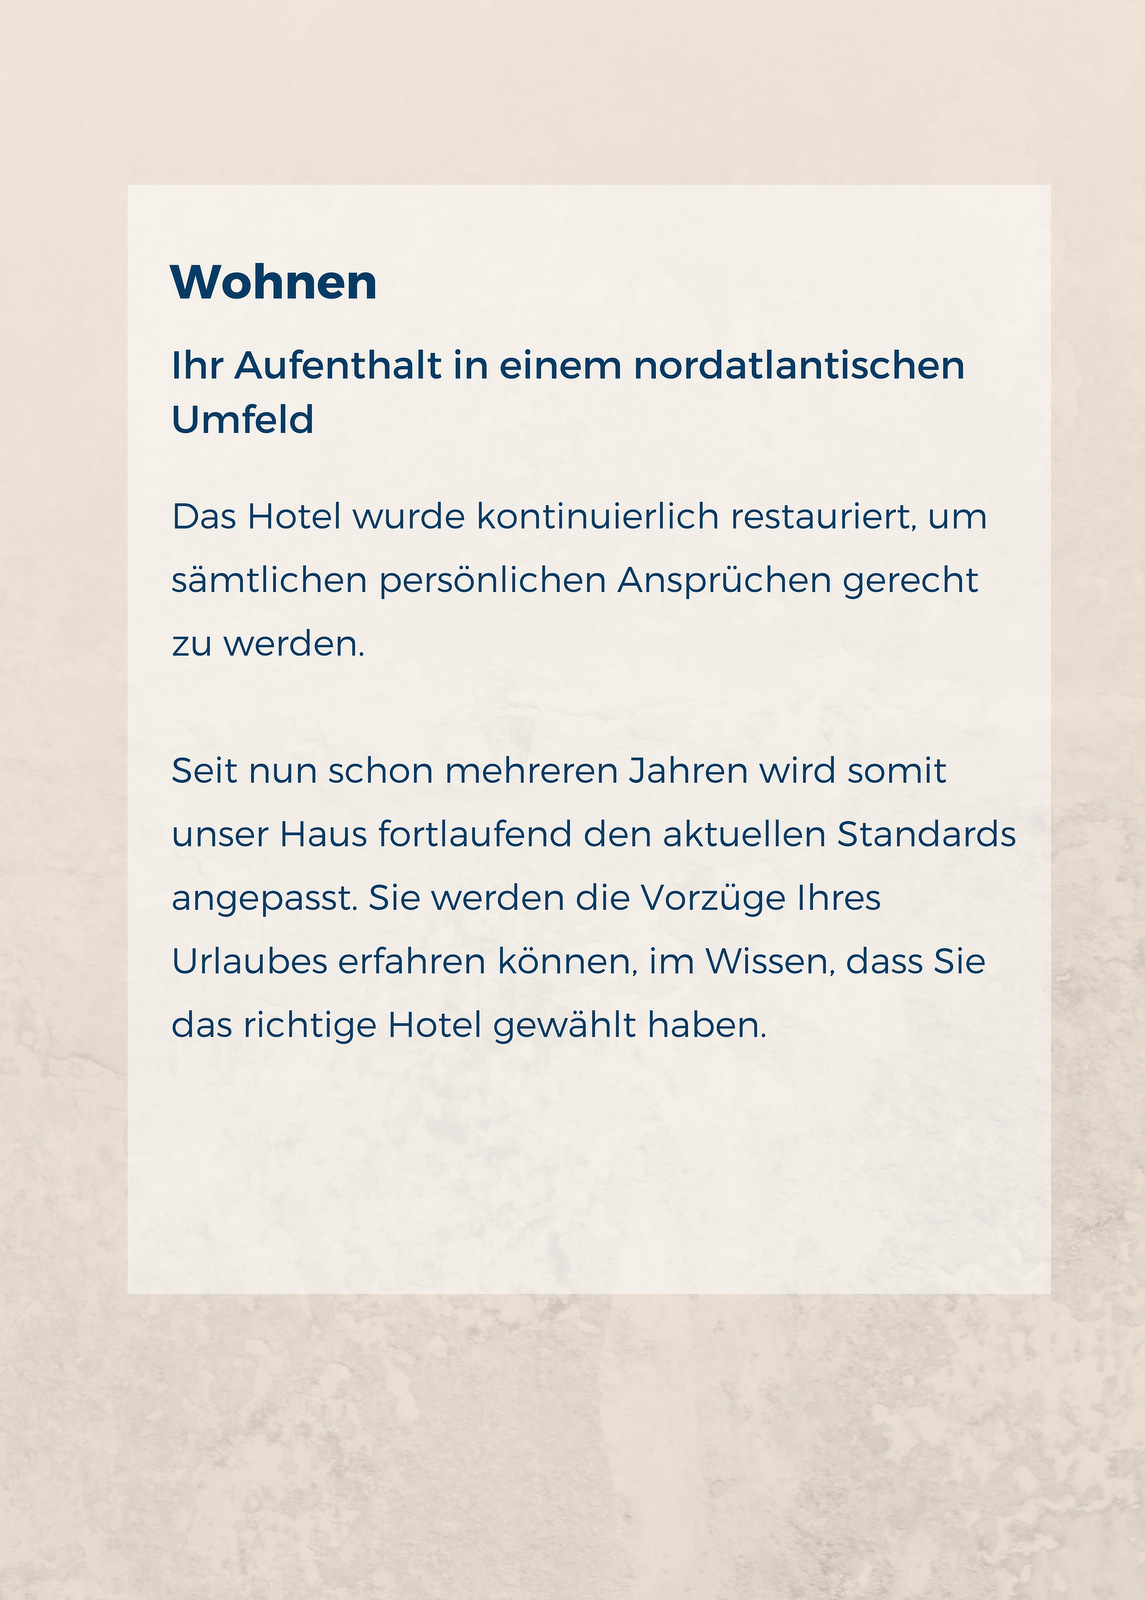 Wohnen
Ihr Aufenthalt in einem nordatlantischen
Umfeld
Das Hotel wurde kontinuierlich restauriert, um
sämtlichen persönlichen Ansprüchen gerecht
zu werden.
Seit nun schon mehreren Jahren wird somit
unser Haus fortlaufend den aktuellen Standards
angepasst. Sie werden die Vorzüge Ihres
Urlaubes erfahren können, im Wissen, dass Sie
das richtige Hotel gewählt haben.